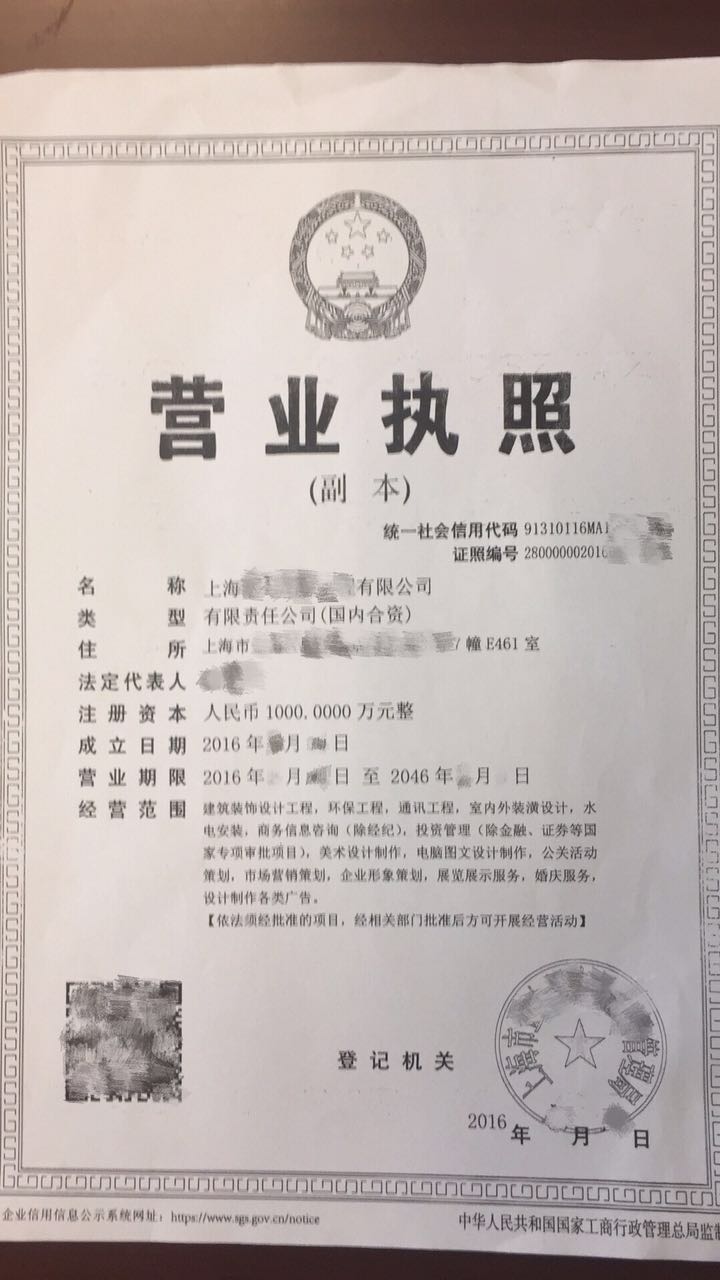 营业执照
(副 本)
统一社会信用代码 91310116MA1
证照编号 28000000201
名 称 上海 有限公司
类 型 有限责任公司(国内合资)
住 所 上海市 幢E461室
法定代表人
注册资本 人民币1000.0000万元整
成立日期 2016年 月 日
营业期限 2016年 月 日 至 2046年 月 日
经营范围 建筑装饰设计工程，环保工程，通讯工程，室内外装潢设计，水
电安装，商务信息咨询（除经纪），投资管理（除金融、证券等国
家专项审批项目），美术设计制作，电脑图文设计制作，公关活动
策划，市场营销策划，企业形象策划，展览展示服务，婚庆服务，
设计制作各类广告。
【依法须经批准的项目，经相关部门批准后方可开展经营活动】
登记机关
上海市 管理局
2016年 月 日
企业信用信息公示系统网址：https://www.sgs.gov.cn/notice
中华人民共和国国家工商行政管理总局监制